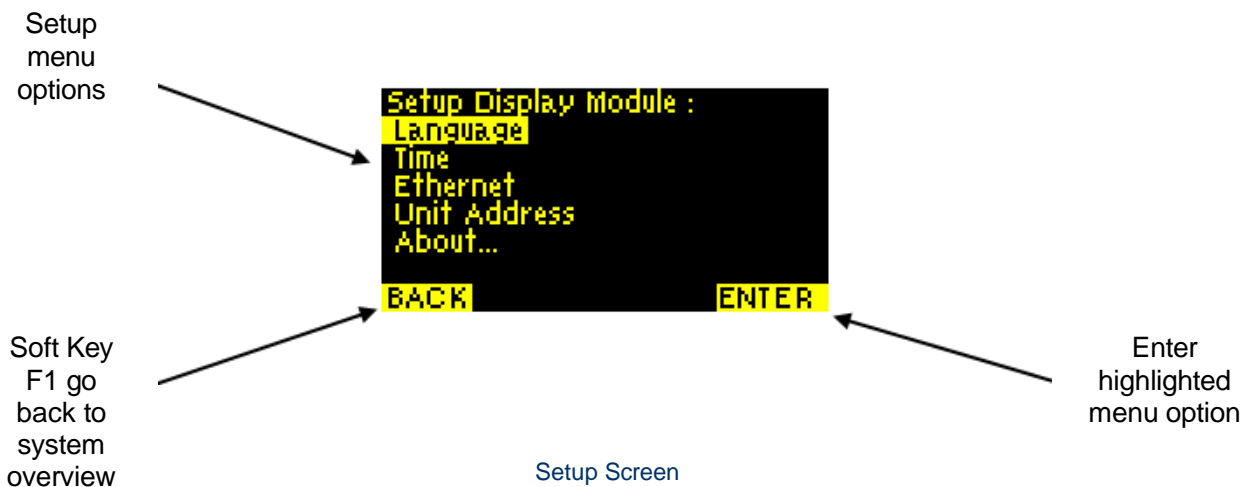 Setup
menu
options
Setup Display Module :
Language
Time
Ethernet
Unit Address
About...
BACK
ENTER
Soft Key
F1 go
back to
system
overview
Enter
highlighted
menu option
Setup Screen